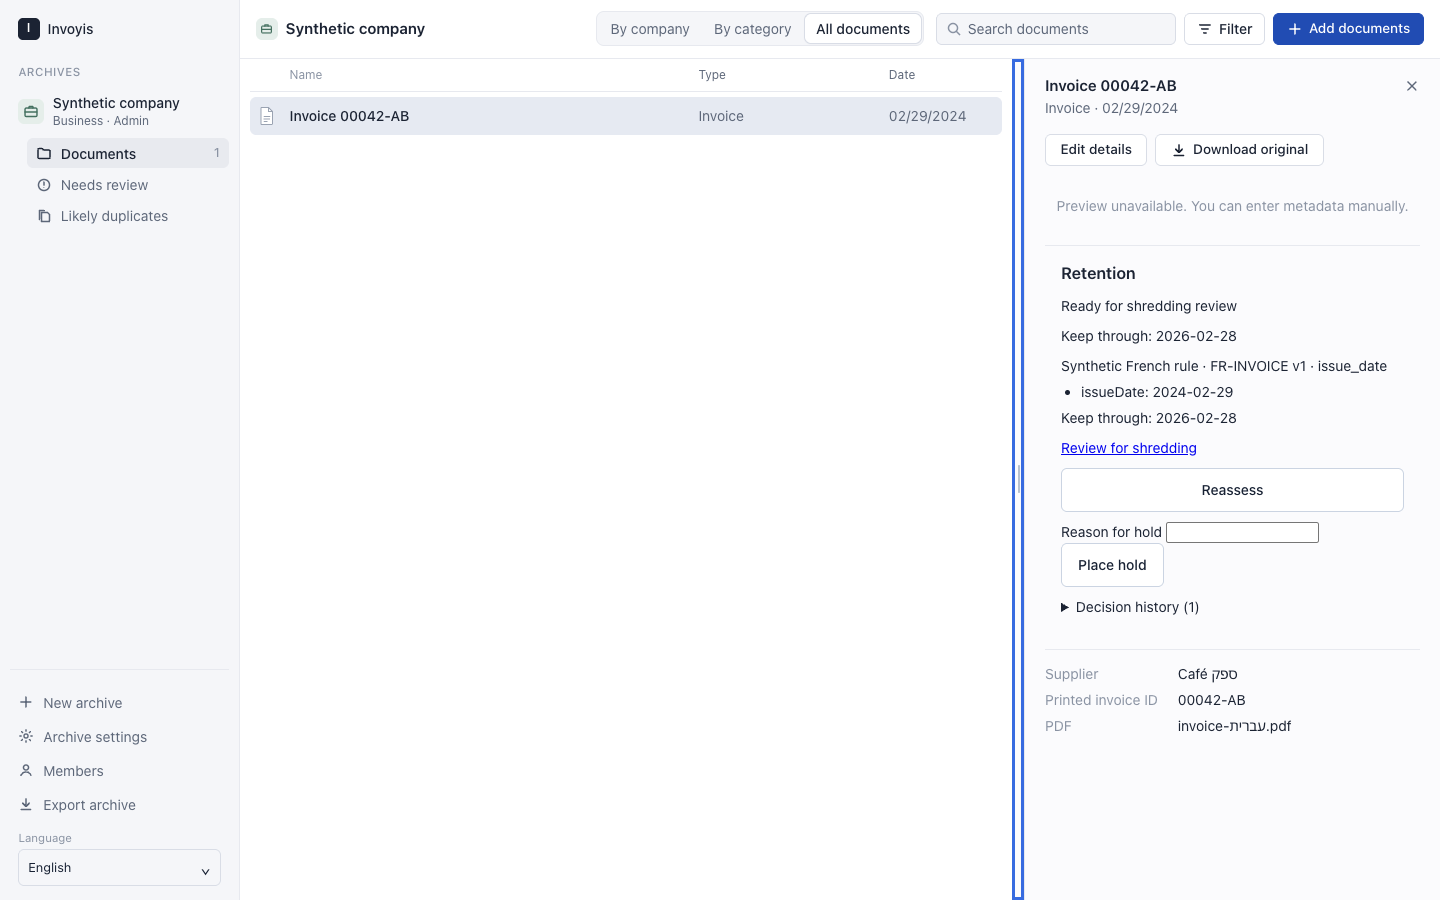 I Invoyis
ARCHIVES
Synthetic company
Business · Admin
Documents 1
Needs review
Likely duplicates
New archive
Archive settings
Members
Export archive
Language
English
Synthetic company
By company By category All documents
Search documents
Filter
Add documents
Name Type Date
Invoice 00042-AB Invoice 02/29/2024
Invoice 00042-AB
Invoice · 02/29/2024
Edit details Download original
Preview unavailable. You can enter metadata manually.
Retention
Ready for shredding review
Keep through: 2026-02-28
Synthetic French rule · FR-INVOICE v1 · issue_date
• issueDate: 2024-02-29
Keep through: 2026-02-28
Review for shredding
Reassess
Reason for hold
Place hold
Decision history (1)
Supplier Café ספק
Printed invoice ID 00042-AB
PDF invoice-עברית.pdf